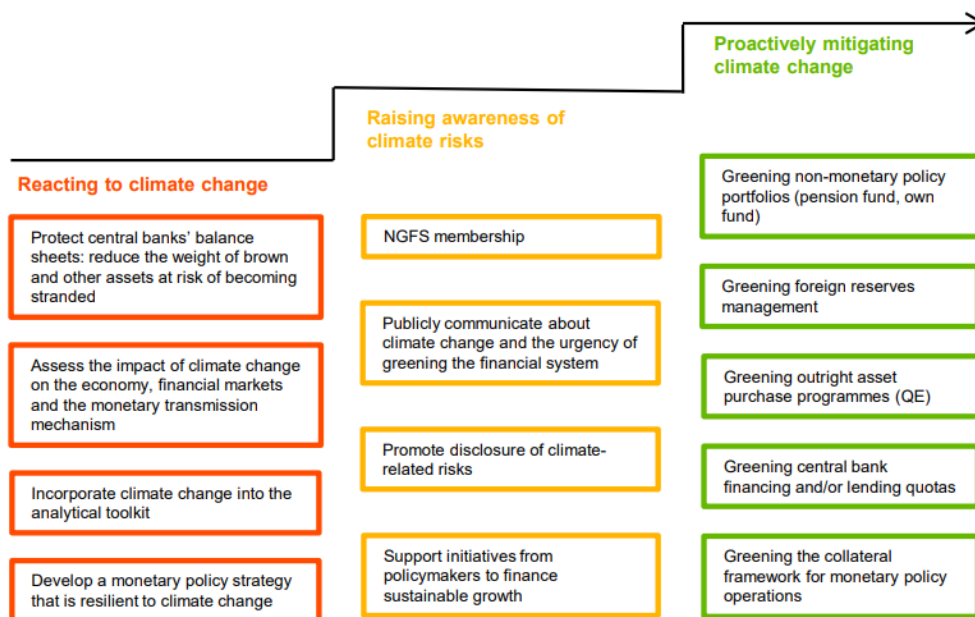 Proactively mitigating
climate change
Raising awareness of
climate risks
Reacting to climate change
Protect central banks' balance
sheets: reduce the weight of brown
and other assets at risk of becoming
stranded
Assess the impact of climate change
on the economy, financial markets
and the monetary transmission
mechanism
Incorporate climate change into the
analytical toolkit
Develop a monetary policy strategy
that is resilient to climate change
NGFS membership
Publicly communicate about
climate change and the urgency of
greening the financial system
Promote disclosure of climate-
related risks
Support initiatives from
policymakers to finance
sustainable growth
Greening non-monetary policy
portfolios (pension fund, own
fund)
Greening foreign reserves
management
Greening outright asset
purchase programmes (QE)
Greening central bank
financing and/or lending quotas
Greening the collateral
framework for monetary policy
operations